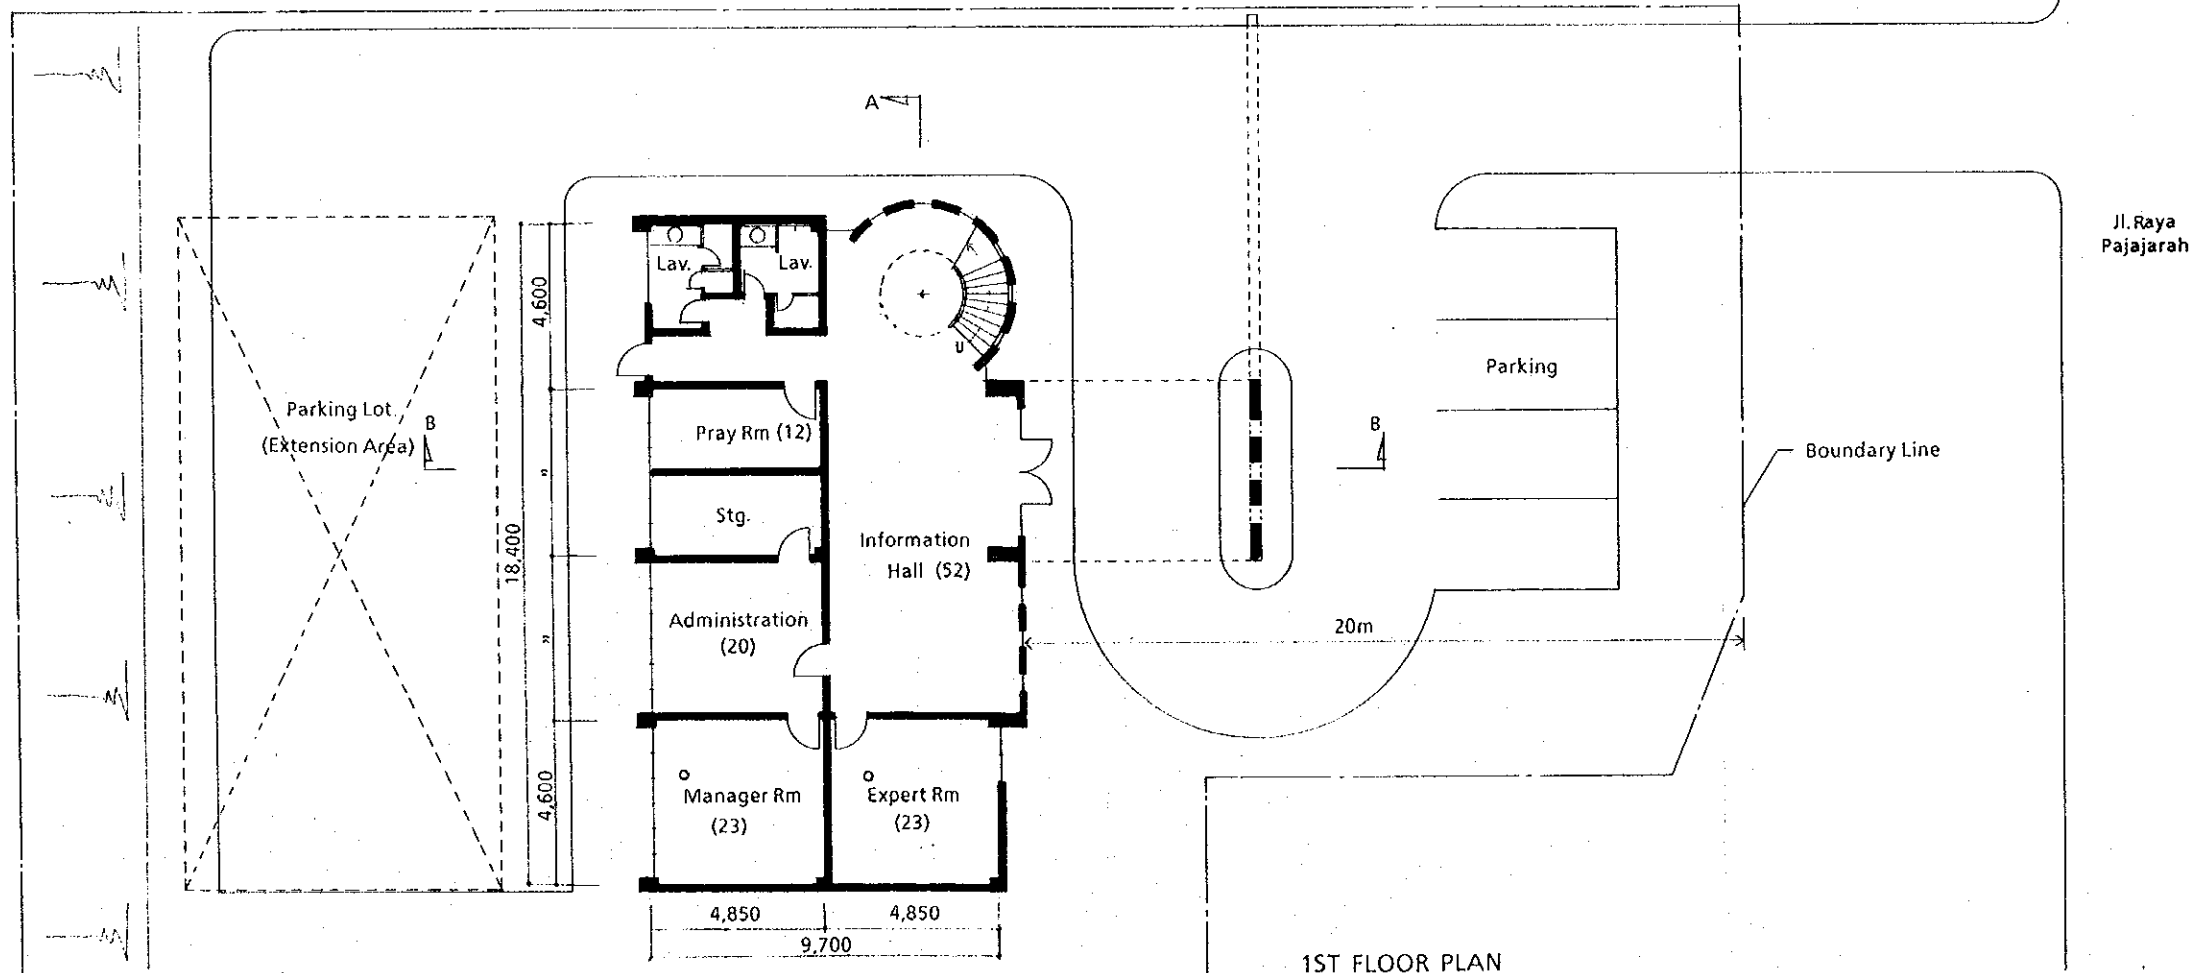 A
Jl. Raya
Pajajarah
Lav.
Lav.
4,600
U
Parking
Parking Lot.
(Extension Area)
B
B
Pray Rm (12)
Boundary Line
"
Stg.
18,400
Information
Hall (52)
Administration
(20)
"
20m
4,600
Manager Rm
(23)
Expert Rm
(23)
4,850
4,850
9,700
1ST FLOOR PLAN